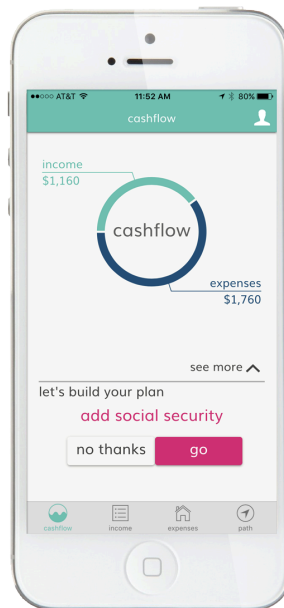 AT&T 11:52 AM 80%
cashflow
income
$1,160
cashflow
expenses
$1,760
see more
let's build your plan
add social security
no thanks go
cashflow income expenses path